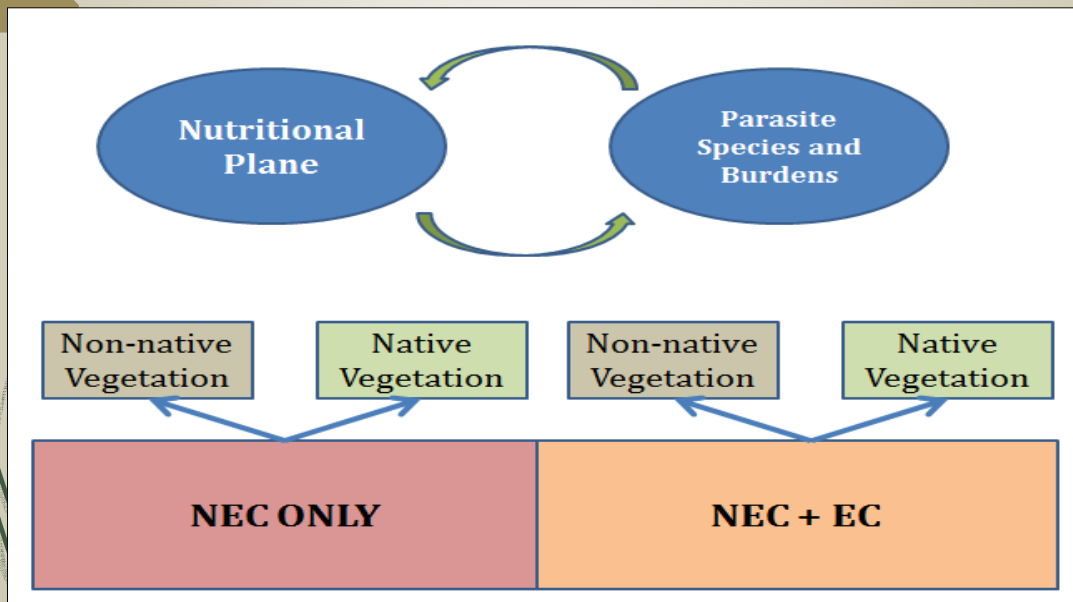 Nutritional
Plane
Parasite
Species and
Burdens
Non-native
Vegetation
Native
Vegetation
Non-native
Vegetation
Native
Vegetation
NEC ONLY
NEC + EC